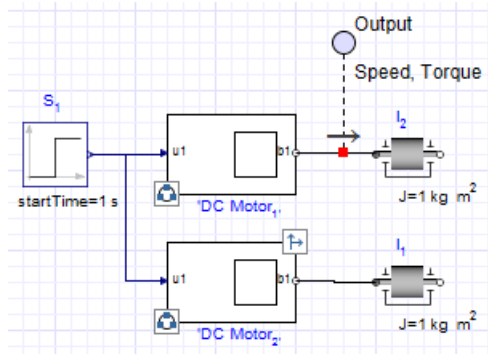 Output
Speed, Torque
S1
startTime=1 s
u1
b1
'DC Motor1'
I2
J=1 kg m²
u1
b1
'DC Motor2'
I1
J=1 kg m²